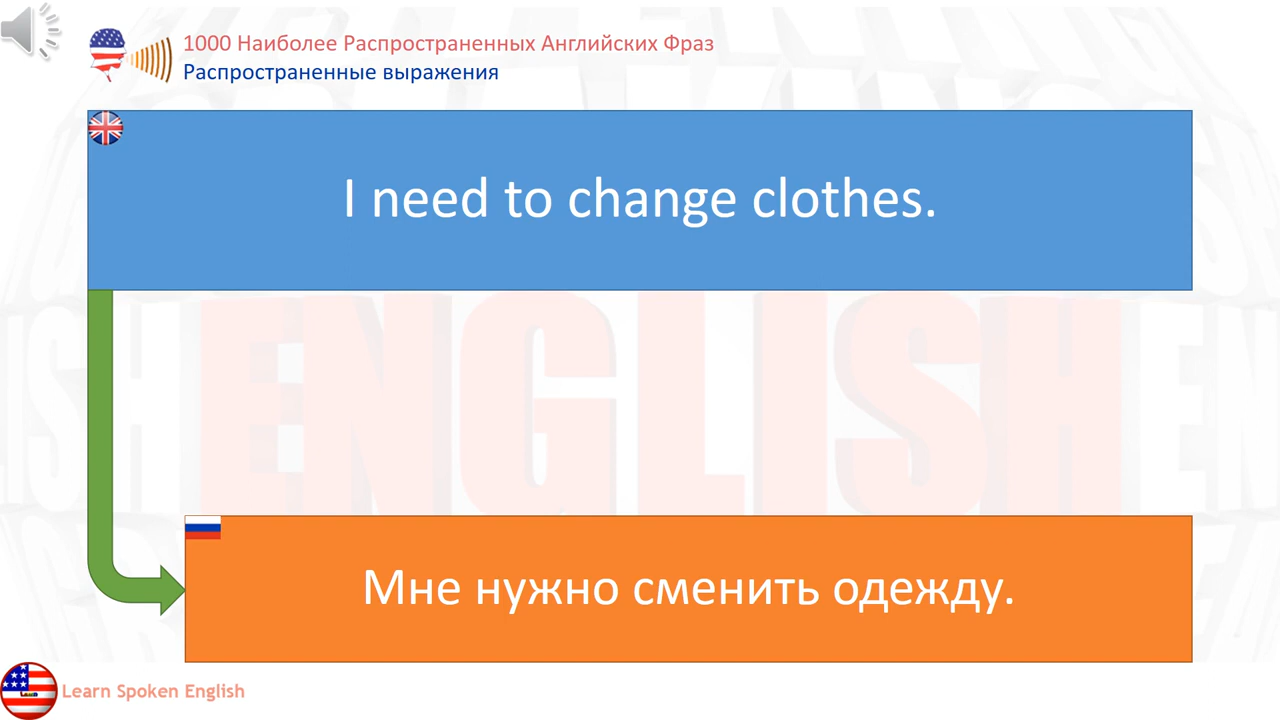 1000 Наиболее Распространенных Английских Фраз
Распространенные выражения
I need to change clothes.
ENGLISH
Мне нужно сменить одежду.
Learn Spoken English